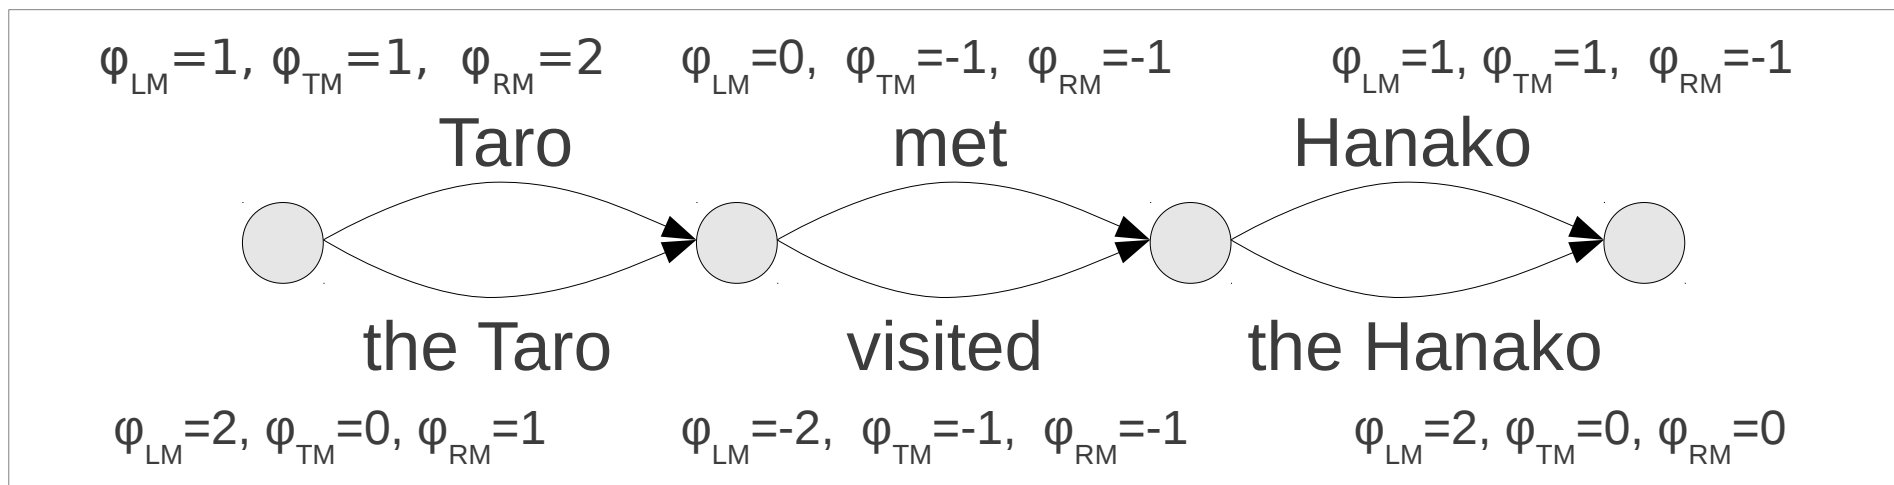 φLM=1, φTM=1, φRM=2 φLM=0, φTM=-1, φRM=-1 φLM=1, φTM=1, φRM=-1
Taro met Hanako
the Taro visited the Hanako
φLM=2, φTM=0, φRM=1 φLM=-2, φTM=-1, φRM=-1 φLM=2, φTM=0, φRM=0